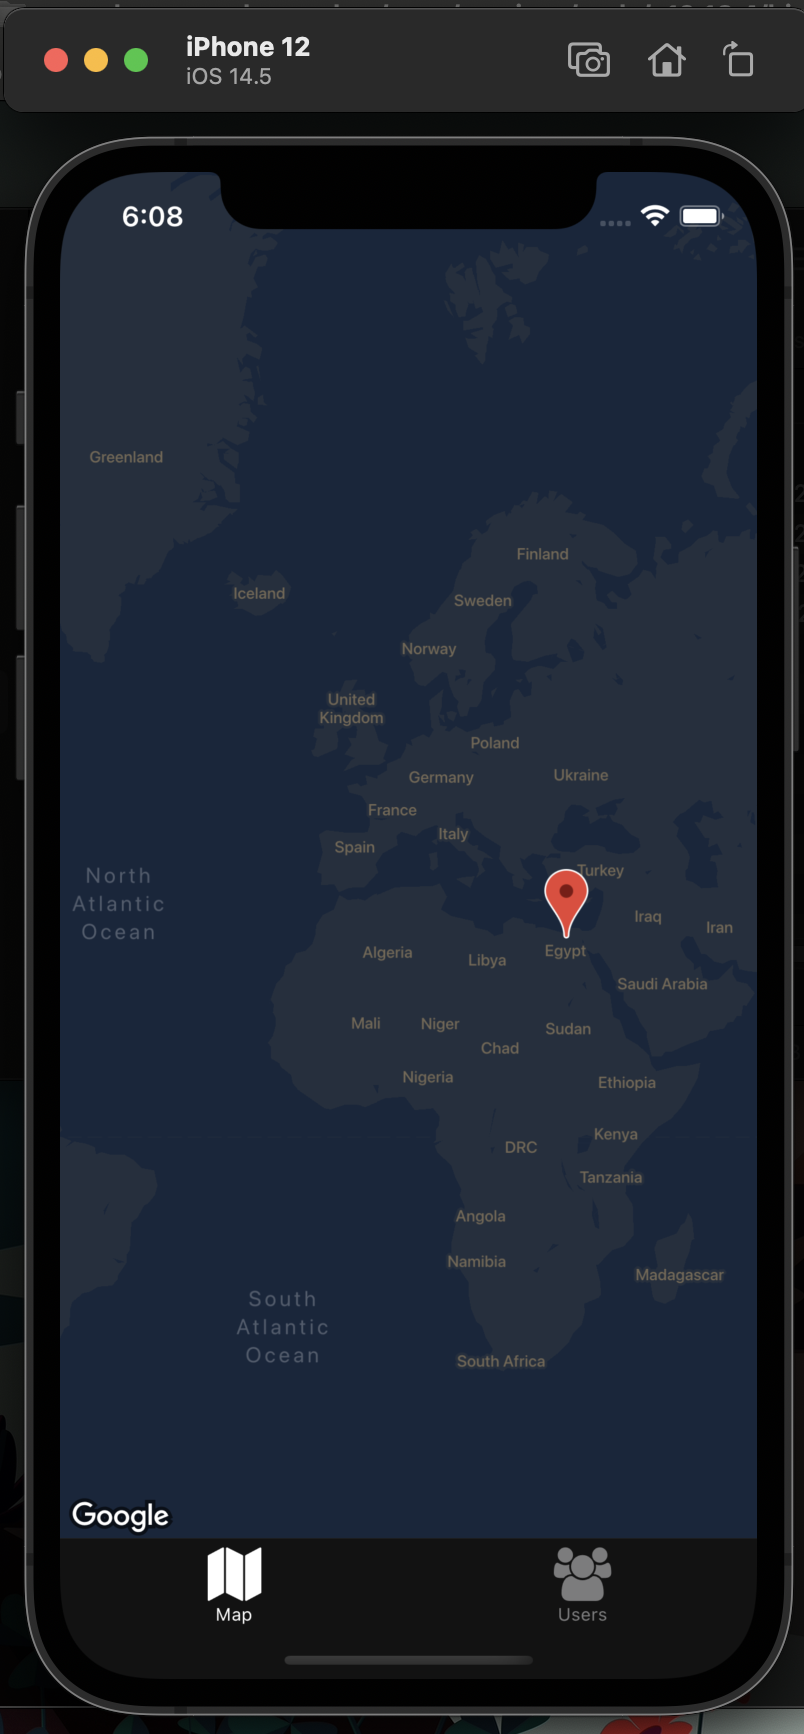 iPhone 12
iOS 14.5
6:08
Greenland
Finland
Iceland
Sweden
Norway
United
Kingdom
Poland
Germany
Ukraine
France
Italy
Spain
Turkey
North
Atlantic
Ocean
Iraq
Iran
Algeria
Libya
Egypt
Saudi Arabia
Mali
Niger
Sudan
Chad
Nigeria
Ethiopia
DRC
Kenya
Tanzania
Angola
Namibia
Madagascar
South
Atlantic
Ocean
South Africa
Google
Map
Users